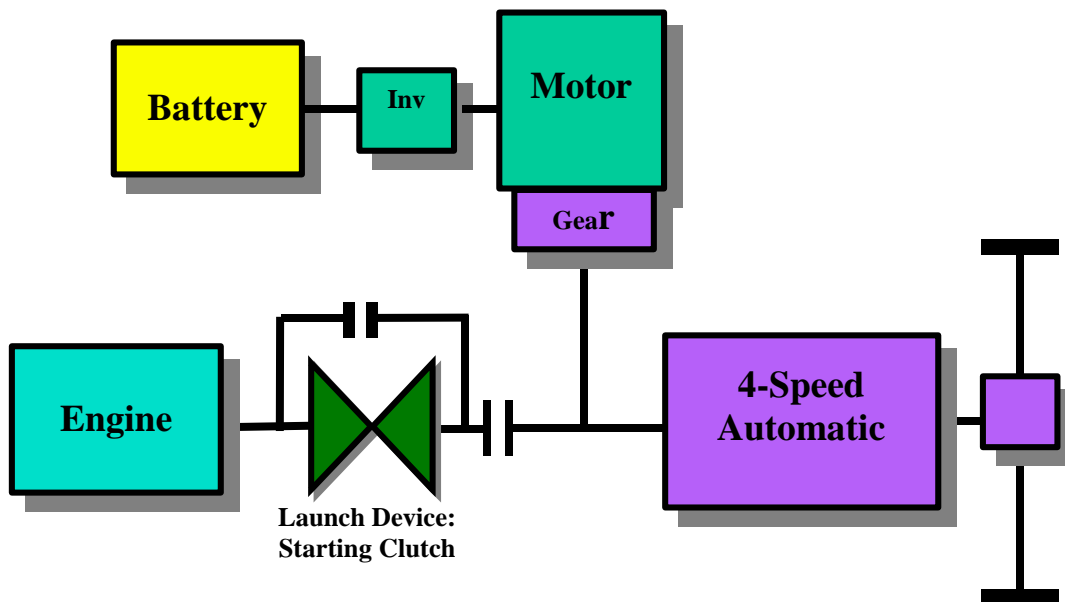 Battery
Inv
Motor
Gear
Engine
4-Speed
Automatic
Launch Device:
Starting Clutch